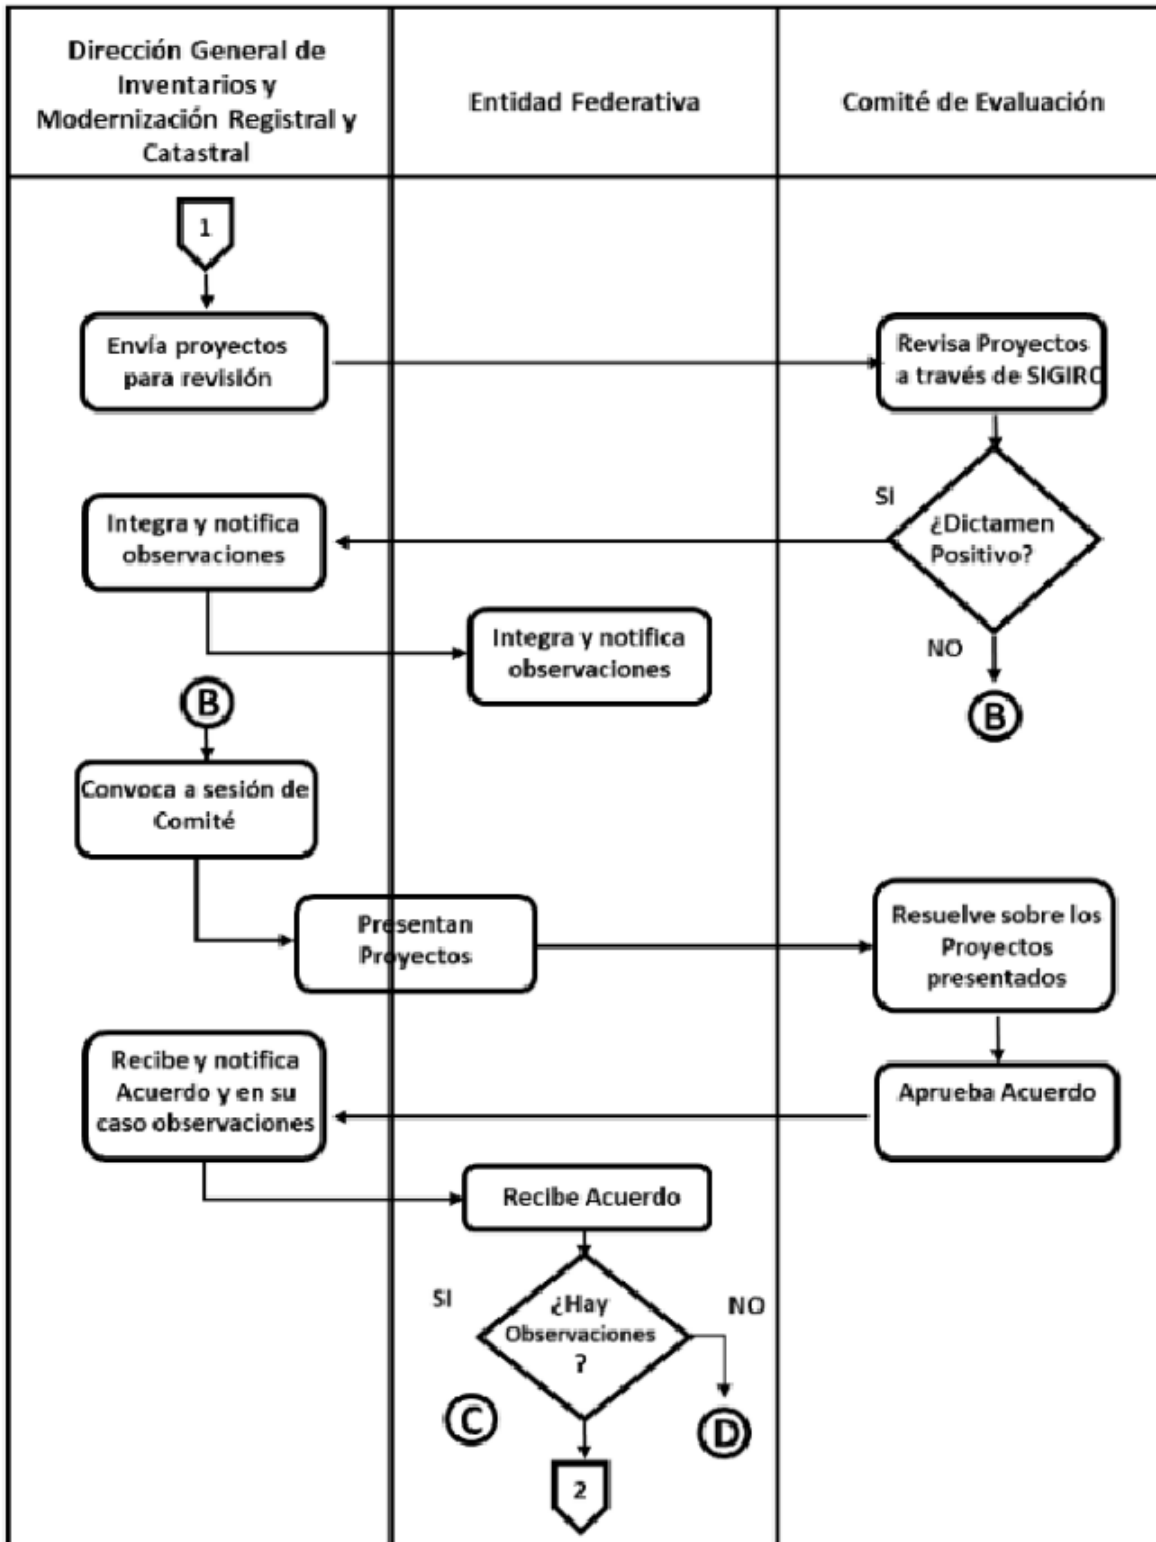 Dirección General de
Inventarios y
Modernización Registral y
Catastral
Entidad Federativa
Comité de Evaluación
1
Envía proyectos
para revisión
Revisa Proyectos
a través de SIGIRC
SI
¿Dictamen
Positivo?
NO
B
Integra y notifica
observaciones
Integra y notifica
observaciones
B
Convoca a sesión de
Comité
Presentan
Proyectos
Resuelve sobre los
Proyectos
presentados
Aprueba Acuerdo
Recibe y notifica
Acuerdo y en su
caso observaciones
Recibe Acuerdo
SI
¿Hay
Observaciones
?
NO
C
D
2